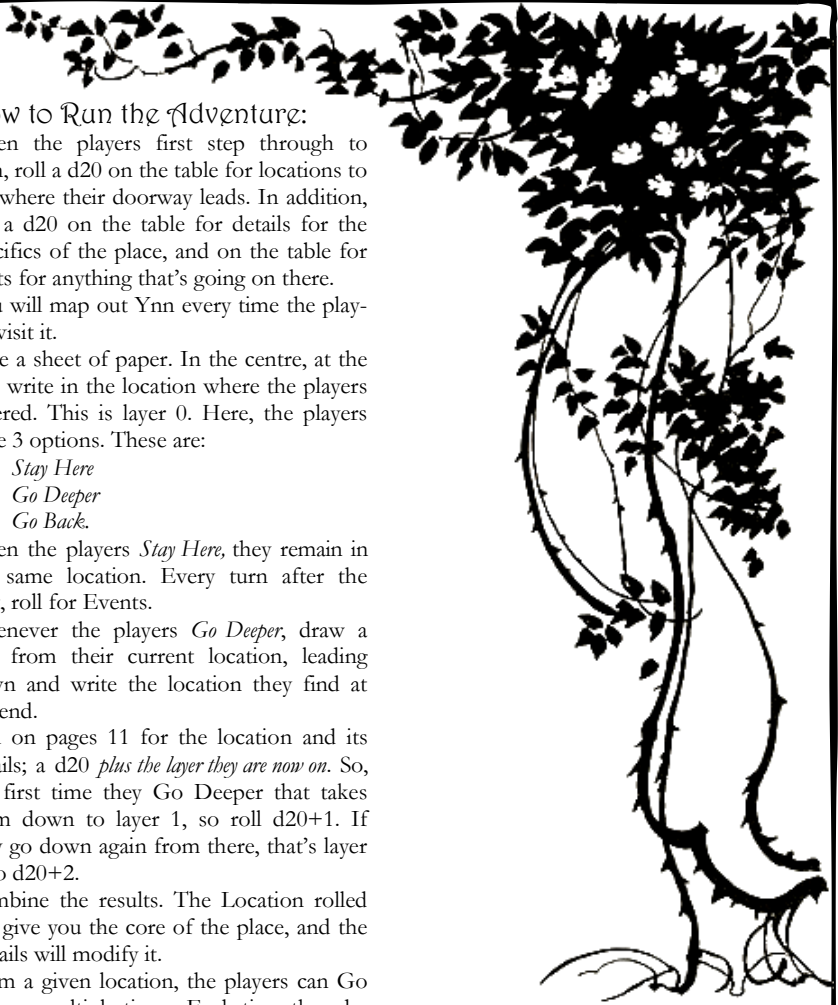 ow to Run the Adventure:
en the players first step through to
n, roll a d20 on the table for locations to
where their doorway leads. In addition,
a d20 on the table for details for the
cifics of the place, and on the table for
ts for anything that's going on there.
u will map out Ynn every time the play-
visit it.
e a sheet of paper. In the centre, at the
write in the location where the players
ered. This is layer 0. Here, the players
e 3 options. These are:
Stay Here
Go Deeper
Go Back.
en the players Stay Here, they remain in
same location. Every turn after the
, roll for Events.
enever the players Go Deeper, draw a
from their current location, leading
wn and write the location they find at
end.
on pages 11 for the location and its
ails; a d20 plus the layer they are now on. So,
first time they Go Deeper that takes
m down to layer 1, so roll d20+1. If
y go down again from there, that's layer
o d20+2.
mbine the results. The Location rolled
give you the core of the place, and the
ails will modify it.
m a given location, the players can Go